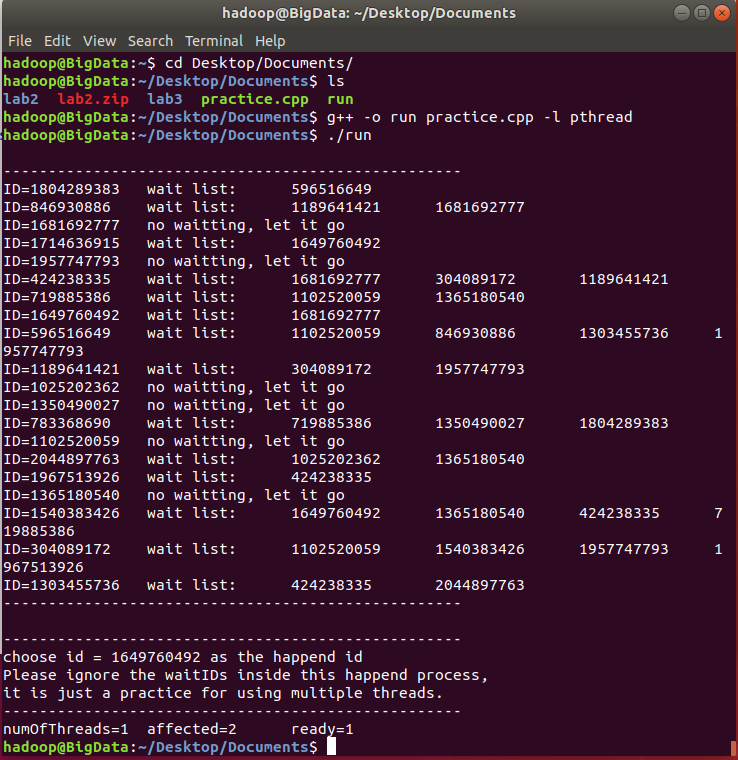 hadoop@BigData: ~/Desktop/Documents
File Edit View Search Terminal Help
hadoop@BigData:~$ cd Desktop/Documents/
hadoop@BigData:~/Desktop/Documents$ ls
lab2 lab2.zip lab3 practice.cpp run
hadoop@BigData:~/Desktop/Documents$ g++ -o run practice.cpp -l pthread
hadoop@BigData:~/Desktop/Documents$ ./run
---------------------------------------------------
ID=1804289383 wait list: 596516649
ID=846930886 wait list: 1189641421 1681692777
ID=1681692777 no waitting, let it go
ID=1714636915 wait list: 1649760492
ID=1957747793 no waitting, let it go
ID=424238335 wait list: 1681692777 304089172 1189641421
ID=719885386 wait list: 1102520059 1365180540
ID=1649760492 wait list: 1681692777
ID=596516649 wait list: 1102520059 846930886 1303455736 1
957747793
ID=1189641421 wait list: 304089172 1957747793
ID=1025202362 no waitting, let it go
ID=1350490027 no waitting, let it go
ID=783368690 wait list: 719885386 1350490027 1804289383
ID=1102520059 no waitting, let it go
ID=2044897763 wait list: 1025202362 1365180540
ID=1967513926 wait list: 424238335
ID=1365180540 no waitting, let it go
ID=1540383426 wait list: 1649760492 1365180540 424238335 7
19885386
ID=304089172 wait list: 1102520059 1540383426 1957747793 1
967513926
ID=1303455736 wait list: 424238335 2044897763
---------------------------------------------------
---------------------------------------------------
choose id = 1649760492 as the happend id
Please ignore the waitIDs inside this happend process,
it is just a practice for using multiple threads.
---------------------------------------------------
numOfThreads=1 affected=2 ready=1
hadoop@BigData:~/Desktop/Documents$